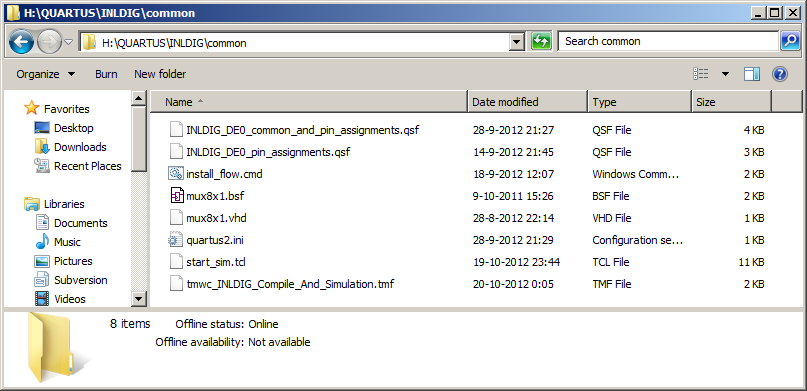 H:\QUARTUS\INLDIG\common
H:\QUARTUS\INLDIG\common
Search common
Organize Burn New folder
Favorites
Desktop
Downloads
Recent Places
Libraries
Documents
Music
Pictures
Subversion
Videos
Name Date modified Type Size
INLDIG_DE0_common_and_pin_assignments.qsf 28-9-2012 21:27 QSF File 4 KB
INLDIG_DE0_pin_assignments.qsf 14-9-2012 21:45 QSF File 3 KB
install_flow.cmd 18-9-2012 12:07 Windows Comm... 1 KB
mux8x1.bsf 9-10-2011 15:26 BSF File 2 KB
mux8x1.vhd 28-8-2012 22:14 VHD File 1 KB
quartus2.ini 28-9-2012 21:29 Configuration se... 1 KB
start_sim.tcl 19-10-2012 23:44 TCL File 11 KB
tmwc_INLDIG_Compile_And_Simulation.tmf 20-10-2012 0:05 TMF File 2 KB
8 items Offline status: Online
Offline availability: Not available